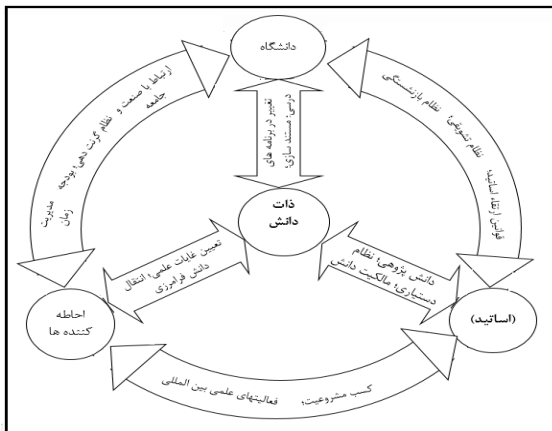 دانشگاه
ارتباط با صنعت و نظام گرنت دهی؛ بودجه مدیریت
جامعه زمان
قوانین ارتقاء اساتید؛ نظام تشویقی؛ نظام بازنشستگی
تغییر در برنامه های
درسی؛ مستند سازی؛
ذات
دانش
تعیین غایات علمی؛ انتقال
دانش فرامرزی
دانش پژوهی؛ نظام
دستیاری؛ مالکیت دانش
احاطه
کننده ها
(اساتید)
کسب مشروعیت؛ فعالیتهای علمی بین المللی